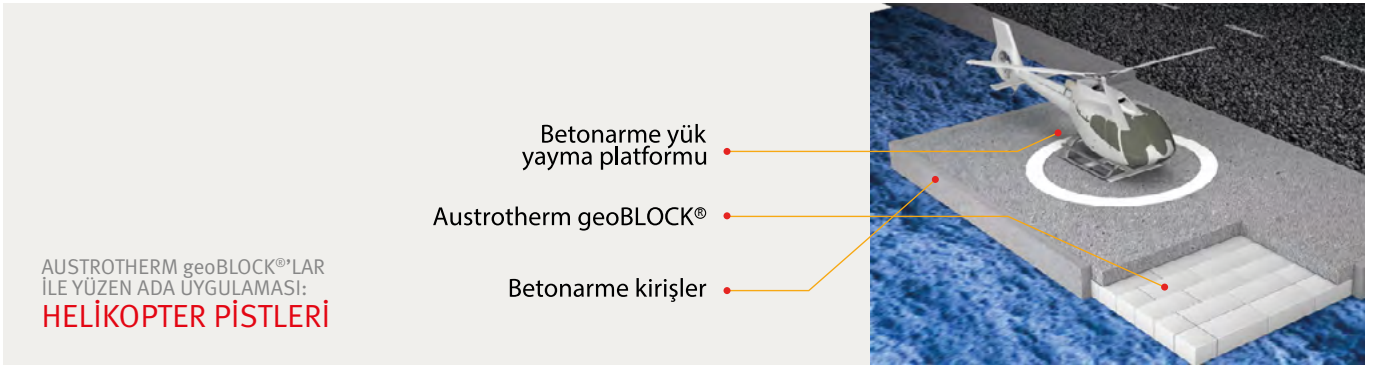 Betonarme yük
yayma platformu
Austrotherm geoBLOCK®
Betonarme kirişler
AUSTROTHERM geoBLOCK®'LAR
İLE YÜZEN ADA UYGULAMASI:
HELİKOPTER PİSTLERİ